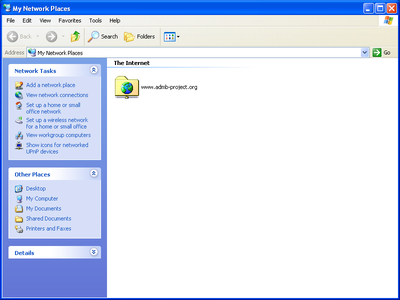 My Network Places
File Edit View Favorites Tools Help
Back Search Folders
Address My Network Places Go
Network Tasks
Add a network place
View network connections
Set up a home or small
office network
Set up a wireless network
for a home or small office
View workgroup computers
Show icons for networked
UPnP devices
Other Places
Desktop
My Computer
My Documents
Shared Documents
Printers and Faxes
Details
The Internet
www.admb-project.org